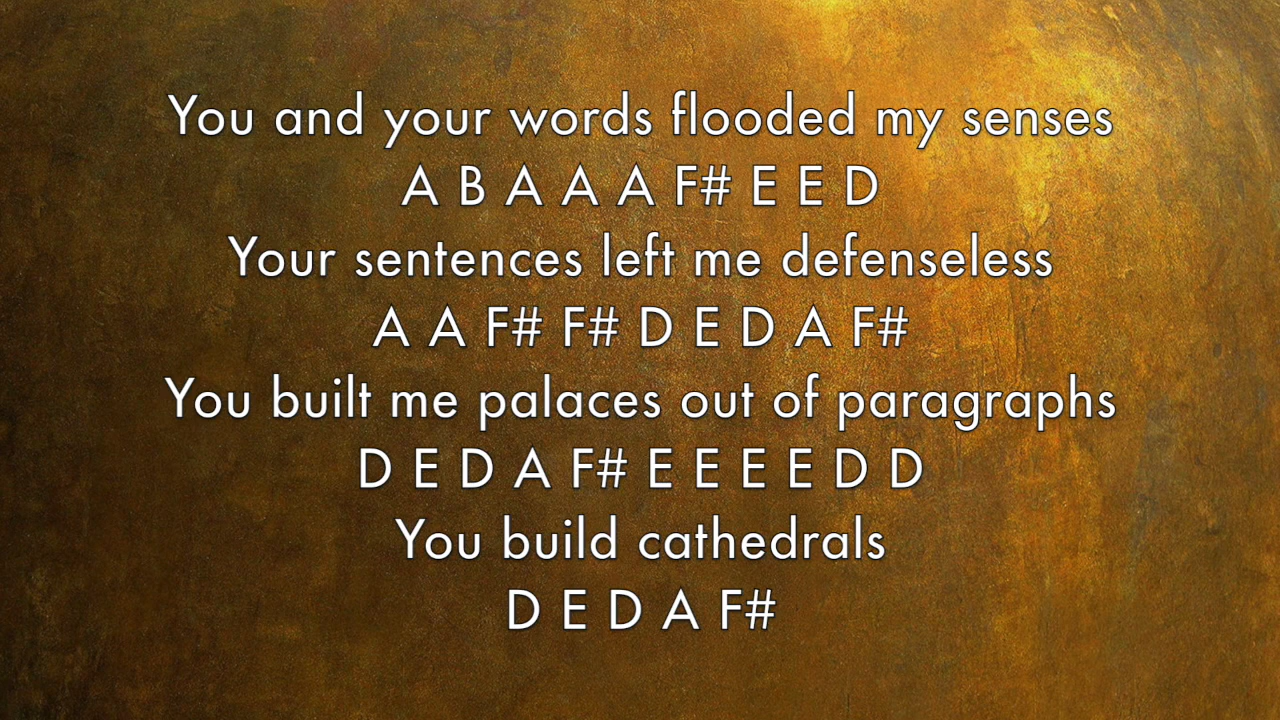 You and your words flooded my senses
A B A A A F# E E D
Your sentences left me defenseless
A A F# F# D E D A F#
You built me palaces out of paragraphs
D E D A F# E E E E D D
You build cathedrals
D E D A F#